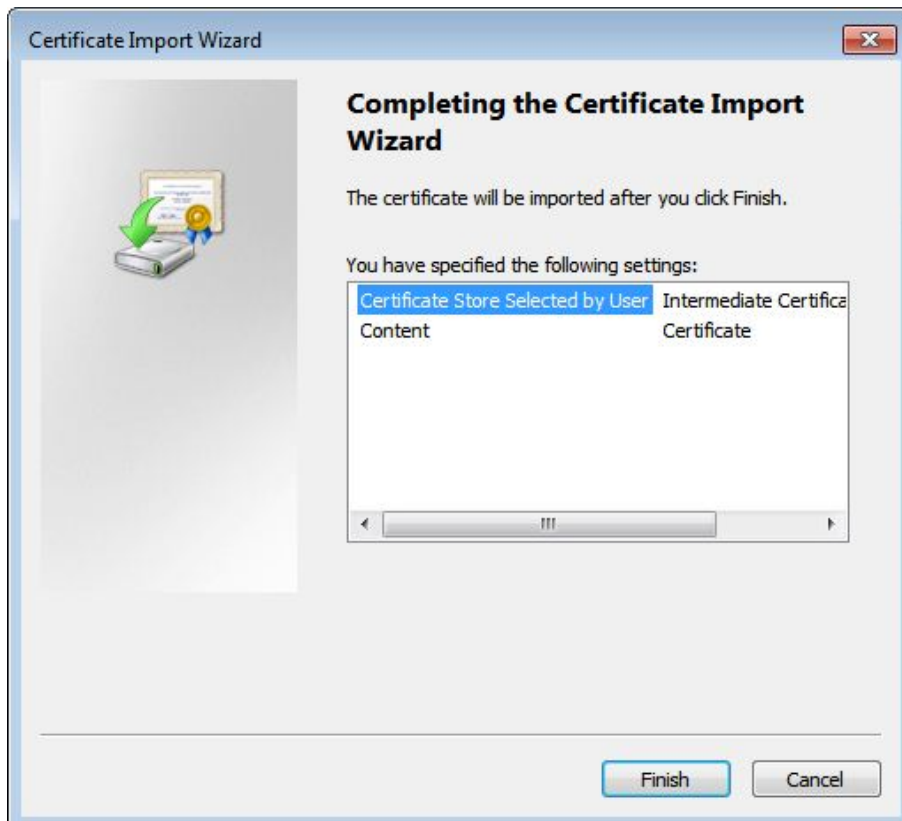 Certificate Import Wizard
Completing the Certificate Import
Wizard
The certificate will be imported after you click Finish.
You have specified the following settings:
Certificate Store Selected by User Intermediate Certifica
Content Certificate
Finish Cancel